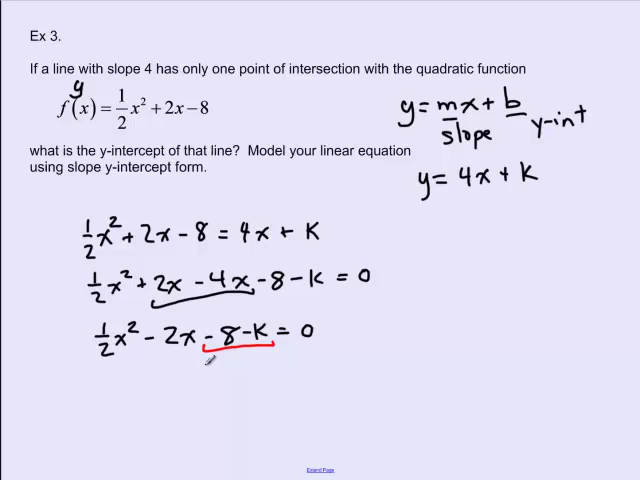 Ex 3.
If a line with slope 4 has only one point of intersection with the quadratic function
y
f(x) = 1/2 x² + 2x − 8
what is the y-intercept of that line? Model your linear equation
using slope y-intercept form.
y = mx + b
slope y-int
y = 4x + K
1/2 x² + 2x − 8 = 4x + K
1/2 x² + 2x − 4x − 8 − K = 0
1/2 x² − 2x − 8 − K = 0
Extend Page